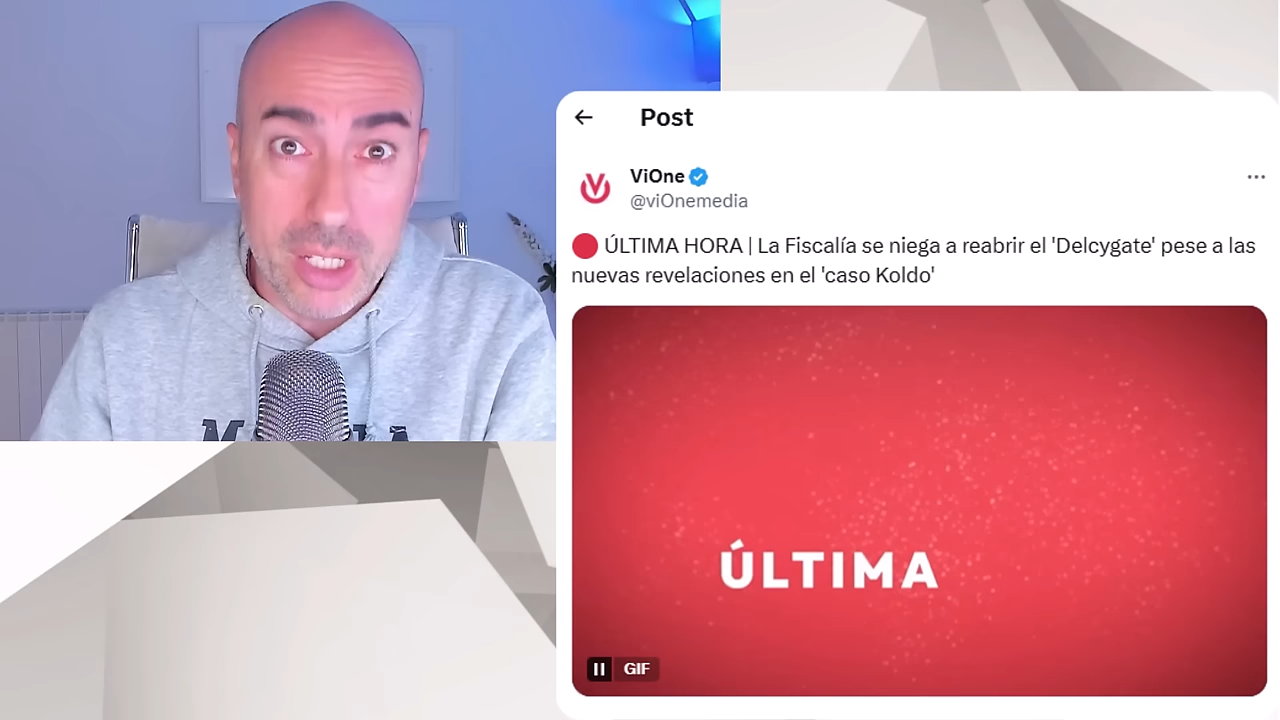 Post
ViOne
@viOnemedia
🔴 ÚLTIMA HORA | La Fiscalía se niega a reabrir el 'Delcygate' pese a las
nuevas revelaciones en el 'caso Koldo'
ÚLTIMA
GIF